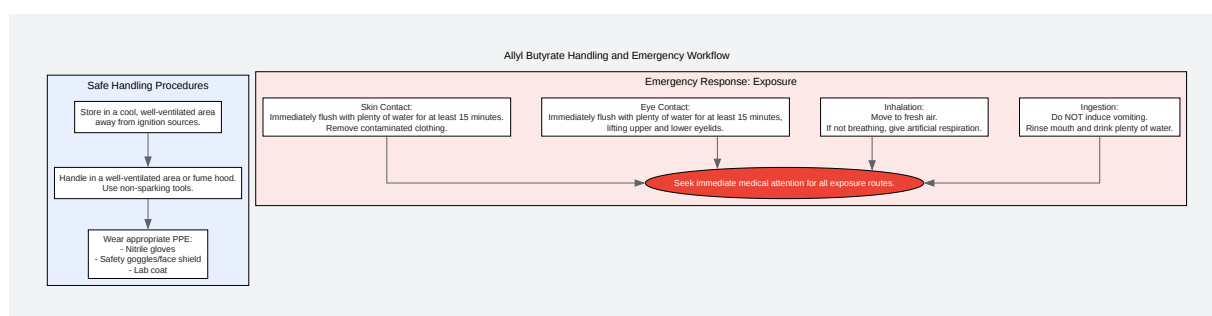 Allyl Butyrate Handling and Emergency Workflow
Safe Handling Procedures
Store in a cool, well-ventilated area
away from ignition sources.
Handle in a well-ventilated area or fume hood.
Use non-sparking tools.
Wear appropriate PPE:
- Nitrile gloves
- Safety goggles/face shield
- Lab coat
Emergency Response: Exposure
Skin Contact:
Immediately flush with plenty of water for at least 15 minutes.
Remove contaminated clothing.
Eye Contact:
Immediately flush with plenty of water for at least 15 minutes,
lifting upper and lower eyelids.
Inhalation:
Move to fresh air.
If not breathing, give artificial respiration.
Ingestion:
Do NOT induce vomiting.
Rinse mouth and drink plenty of water.
Seek immediate medical attention for all exposure routes.